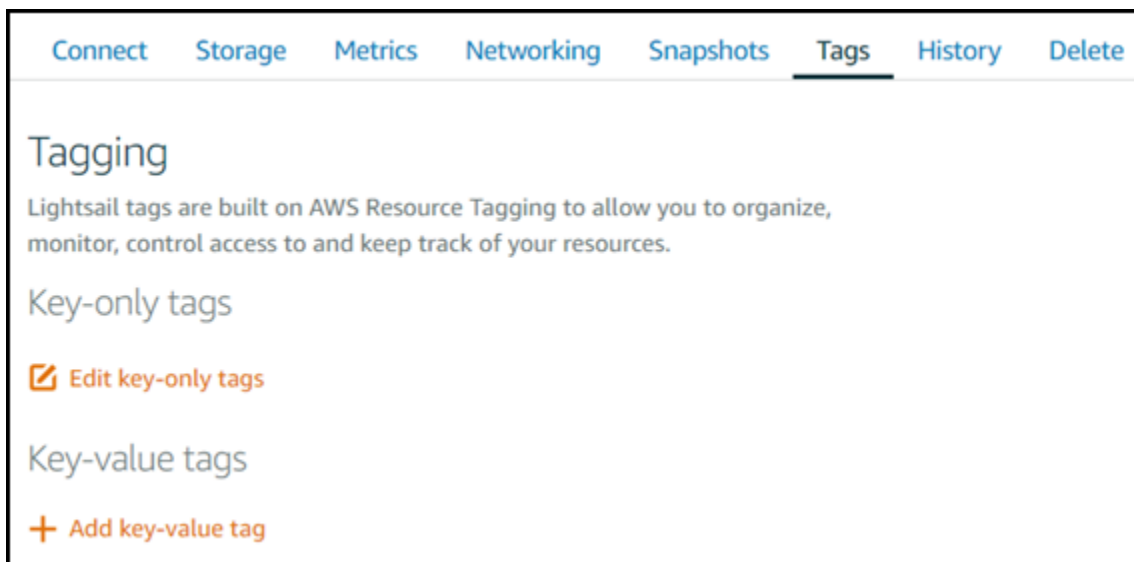 Connect Storage Metrics Networking Snapshots Tags History Delete
Tagging
Lightsail tags are built on AWS Resource Tagging to allow you to organize,
monitor, control access to and keep track of your resources.
Key-only tags
Edit key-only tags
Key-value tags
+ Add key-value tag